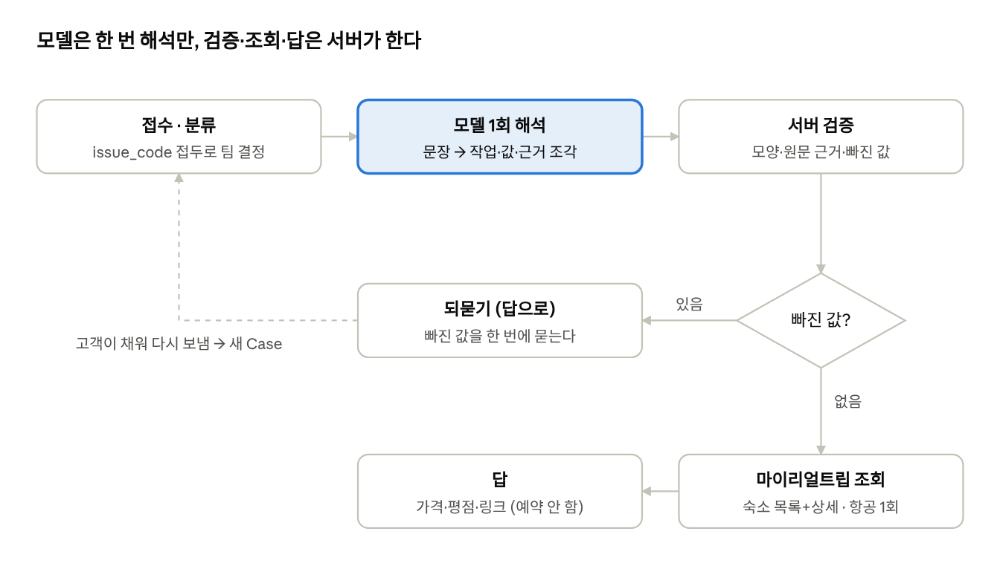 모델은 한 번 해석만, 검증·조회·답은 서버가 한다
접수 · 분류
issue_code 접두로 팀 결정
모델 1회 해석
문장 → 작업·값·근거 조각
서버 검증
모양·원문 근거·빠진 값
되묻기 (답으로)
빠진 값을 한 번에 묻는다
있음
빠진 값?
고객이 채워 다시 보냄 → 새 Case
없음
답
가격·평점·링크 (예약 안 함)
마이리얼트립 조회
숙소 목록+상세 · 항공 1회